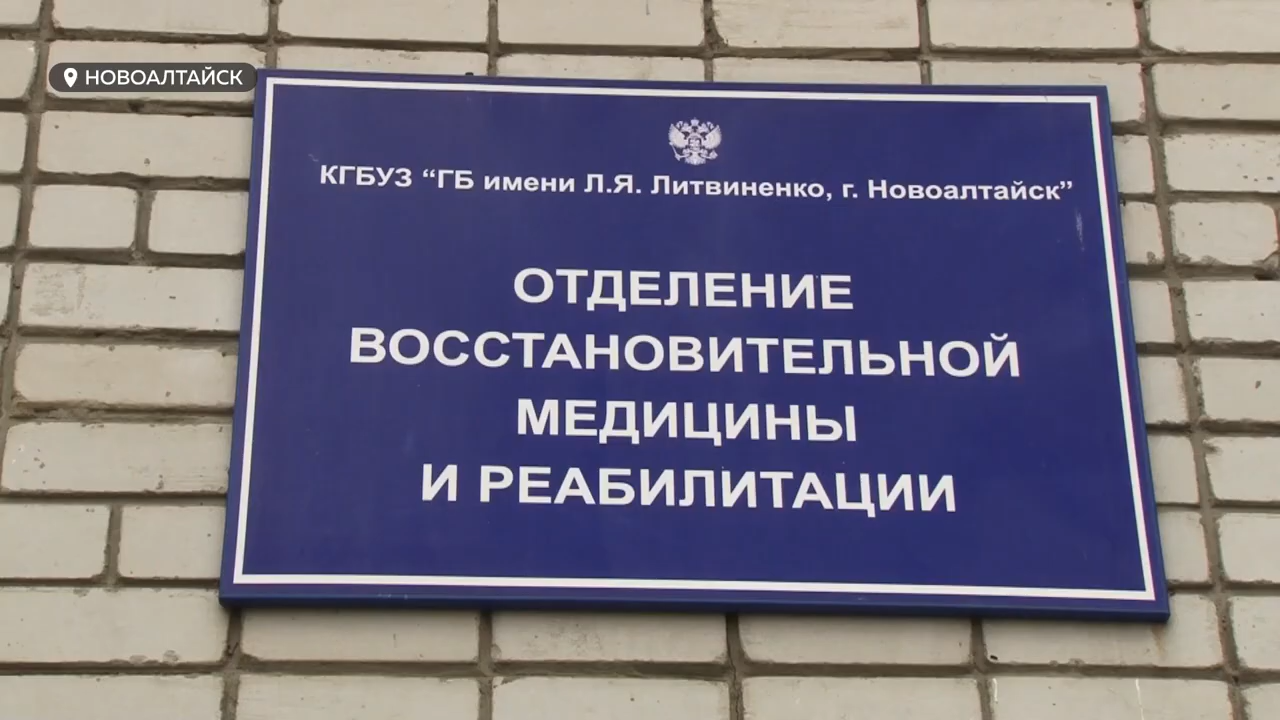 НОВОАЛТАЙСК
КГБУЗ “ГБ имени Л.Я. Литвиненко, г. Новоалтайск”
ОТДЕЛЕНИЕ
ВОССТАНОВИТЕЛЬНОЙ
МЕДИЦИНЫ
И РЕАБИЛИТАЦИИ